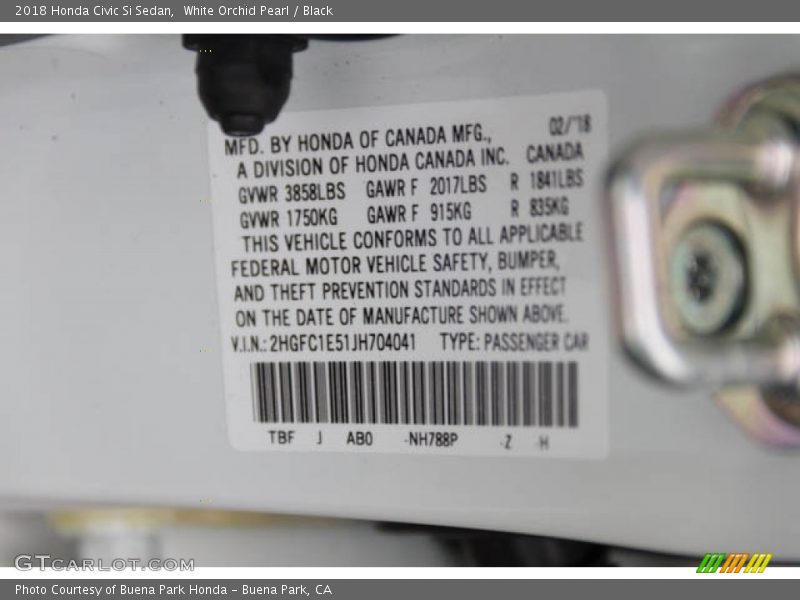 2018 Honda Civic Si Sedan,  White Orchid Pearl / Black
MFD. BY HONDA OF CANADA MFG., 02/'18
A DIVISION OF HONDA CANADA INC. CANADA
GVWR 3858LBS GAWR F 2017LBS R 1841LBS
GVWR 1750KG GAWR F 915KG R 835KG
THIS VEHICLE CONFORMS TO ALL APPLICABLE
FEDERAL MOTOR VEHICLE SAFETY, BUMPER,
AND THEFT PREVENTION STANDARDS IN EFFECT
ON THE DATE OF MANUFACTURE SHOWN ABOVE.
V.I.N.: 2HGFC1E51JH704041 TYPE: PASSENGER CAR
TBF J AB0 -NH788P -Z -H
GTCARLOT.COM
Photo Courtesy of Buena Park Honda - Buena Park, CA